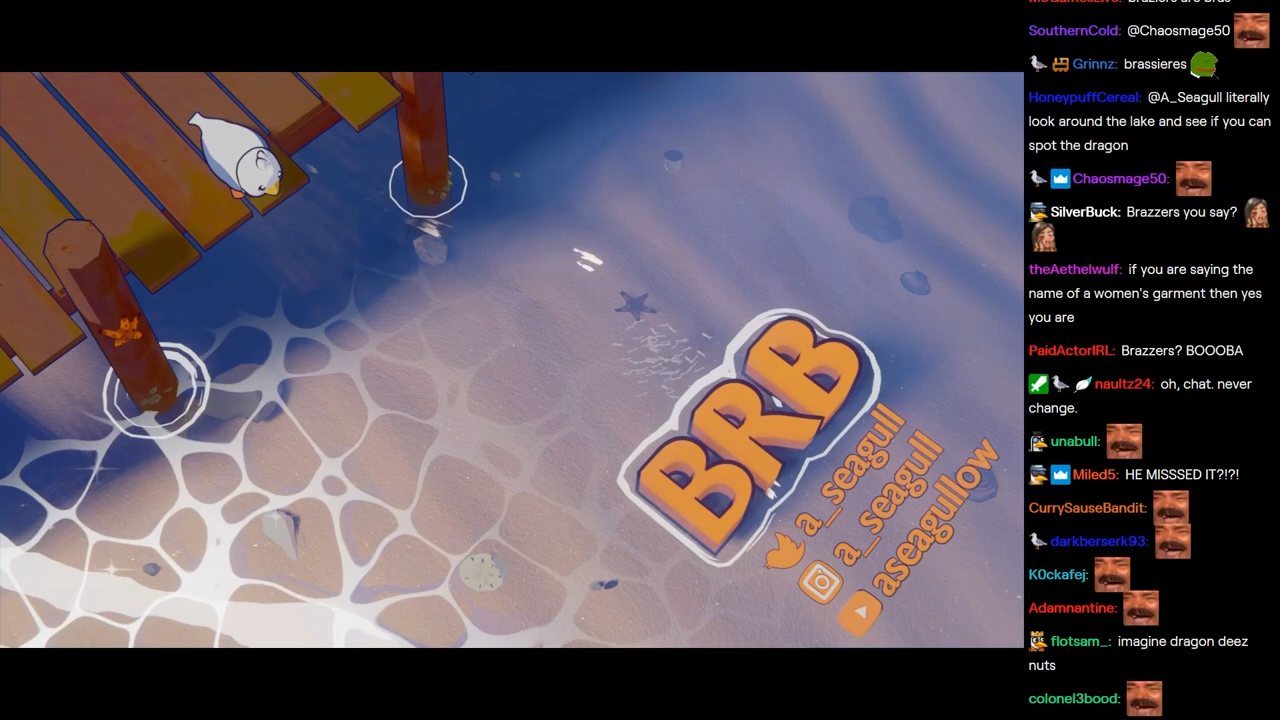 BRB
a_seagull
a_seagull
aseagullow
SouthernCold: @Chaosmage50
Grinnz: brassieres
HoneypuffCereal: @A_Seagull literally
look around the lake and see if you can
spot the dragon
Chaosmage50:
SilverBuck: Brazzers you say?
theAethelwulf: if you are saying the
name of a women's garment then yes
you are
PaidActorIRL: Brazzers? BOOOBA
naultz24: oh, chat. never
change.
unabull:
Miled5: HE MISSSED IT?!?!
CurrySauseBandit:
darkberserk93:
K0ckafej:
Adamnantine:
flotsam_: imagine dragon deez
nuts
colonel3bood: